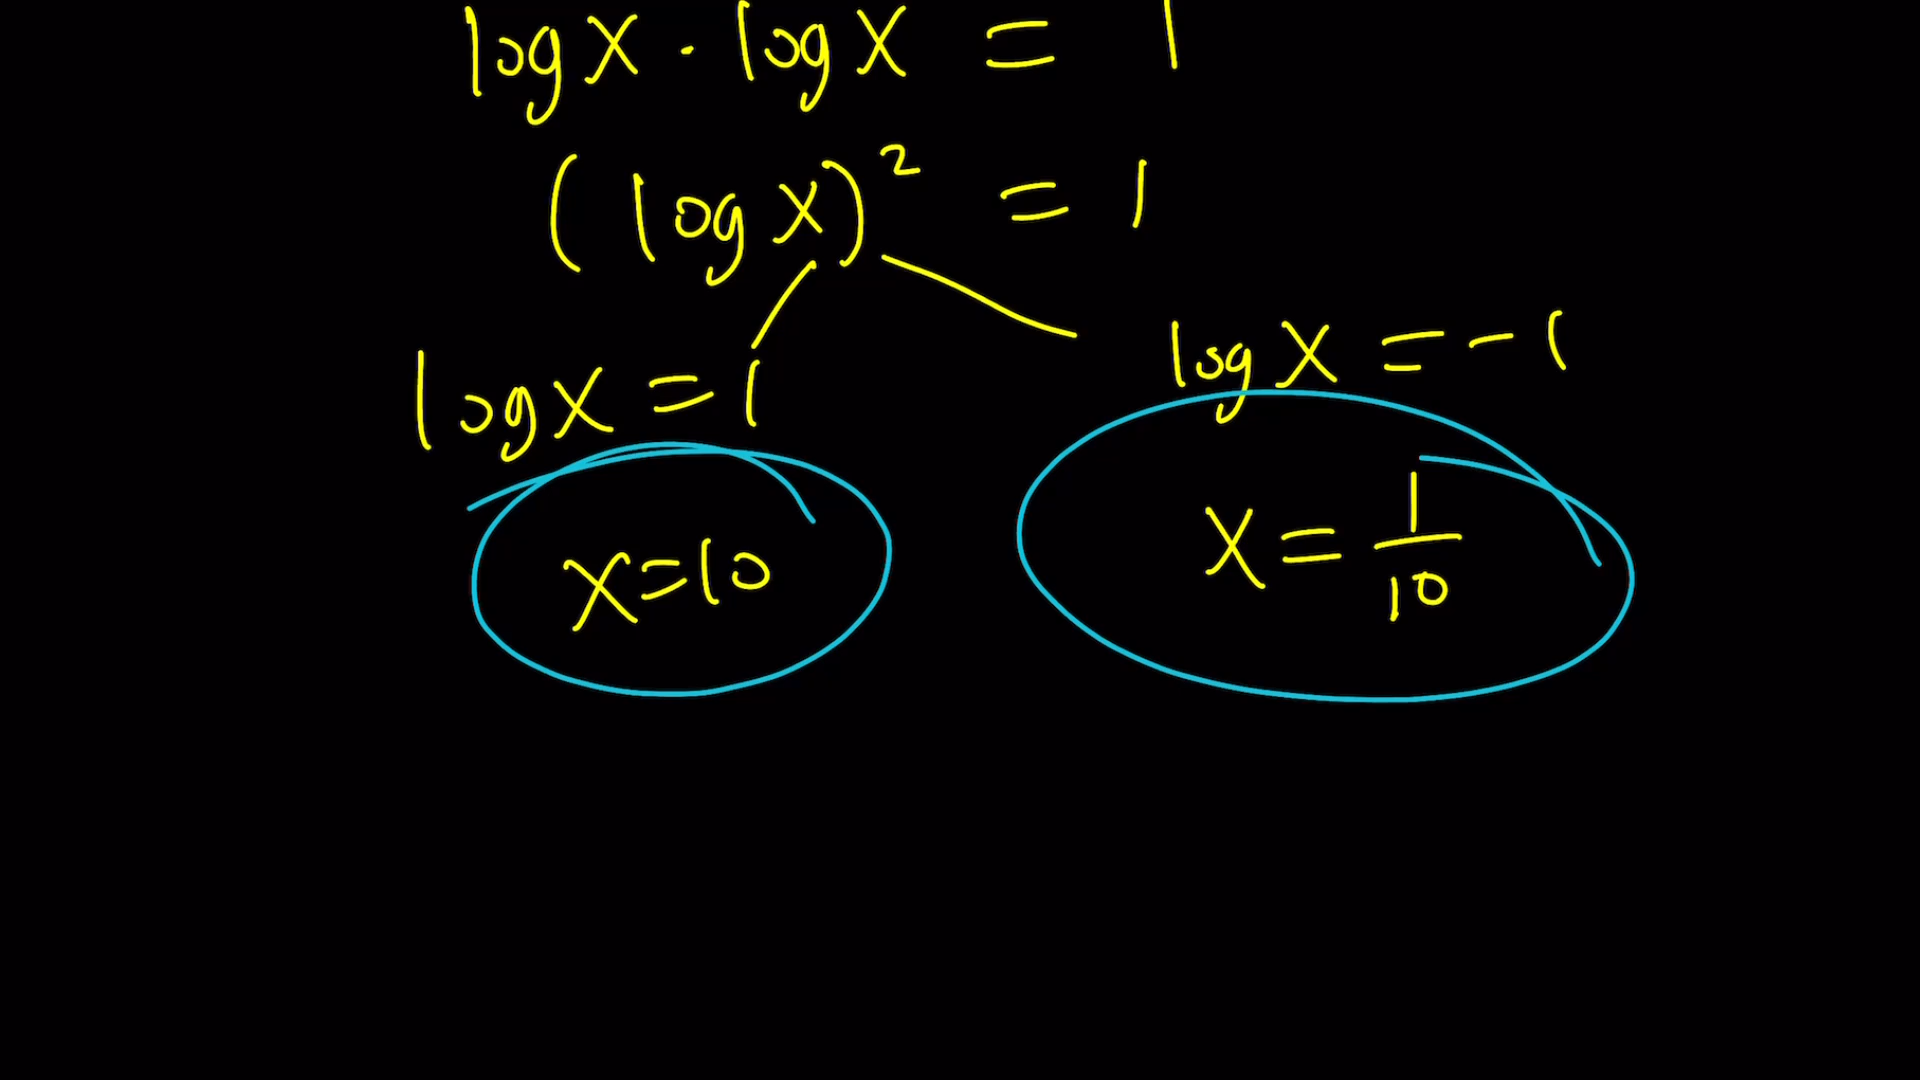 log x · log x = 1
(log x)² = 1
log x = 1
log x = -1
x = 10
x = 1/10